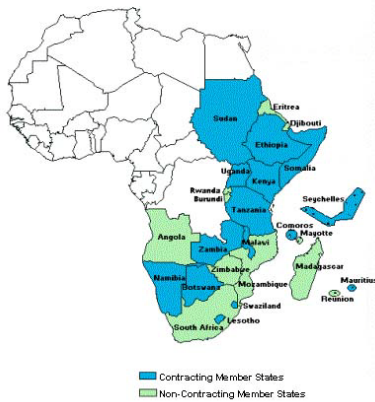 Sudan
Eritrea
Djibouti
Ethiopia
Somalia
Uganda
Kenya
Rwanda
Burundi
Tanzania
Seychelles
Comoros
Mayotte
Angola
Malavi
Zambia
Zimbabwe
Madagascar
Namibia
Botswana
Mozambique
Mauritius
Reunion
Swaziland
Lesotho
South Africa
Contracting Member States
Non-Contracting Member States